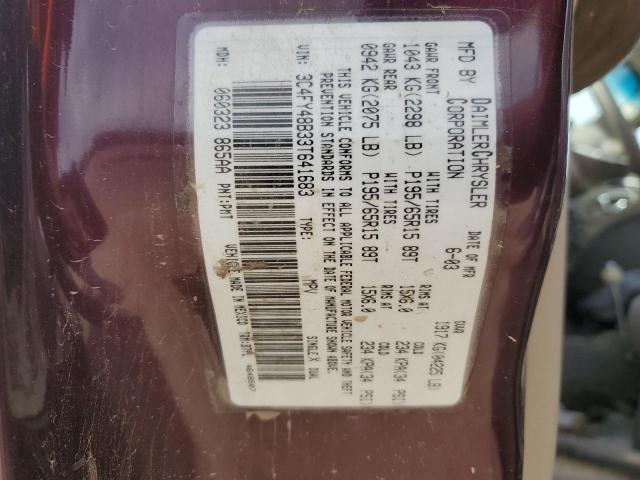 MFD BY DAIMLERCHRYSLER CORPORATION DATE OF MFR 6-03 GVWR 1917 KG(04225 LB)
GAWR FRONT WITH TIRES RIMS AT COLD
1043 KG(2298 LB) P195/65R15 89T 15X6.0 234 KPA(34 PSI)
GAWR REAR WITH TIRES RIMS AT COLD
0942 KG(2075 LB) P195/65R15 89T 15X6.0 234 KPA(34 PSI)
THIS VEHICLE CONFORMS TO ALL APPLICABLE FEDERAL MOTOR VEHICLE SAFETY AND THEFT
PREVENTION STANDARDS IN EFFECT ON THE DATE OF MANUFACTURE SHOWN ABOVE.
VIN: 3C4FY48B33T641683 TYPE: MPV SINGLE X DUAL
MDH: 060323 865AA PNT:PMT
VEHICLE MADE IN MEXICO